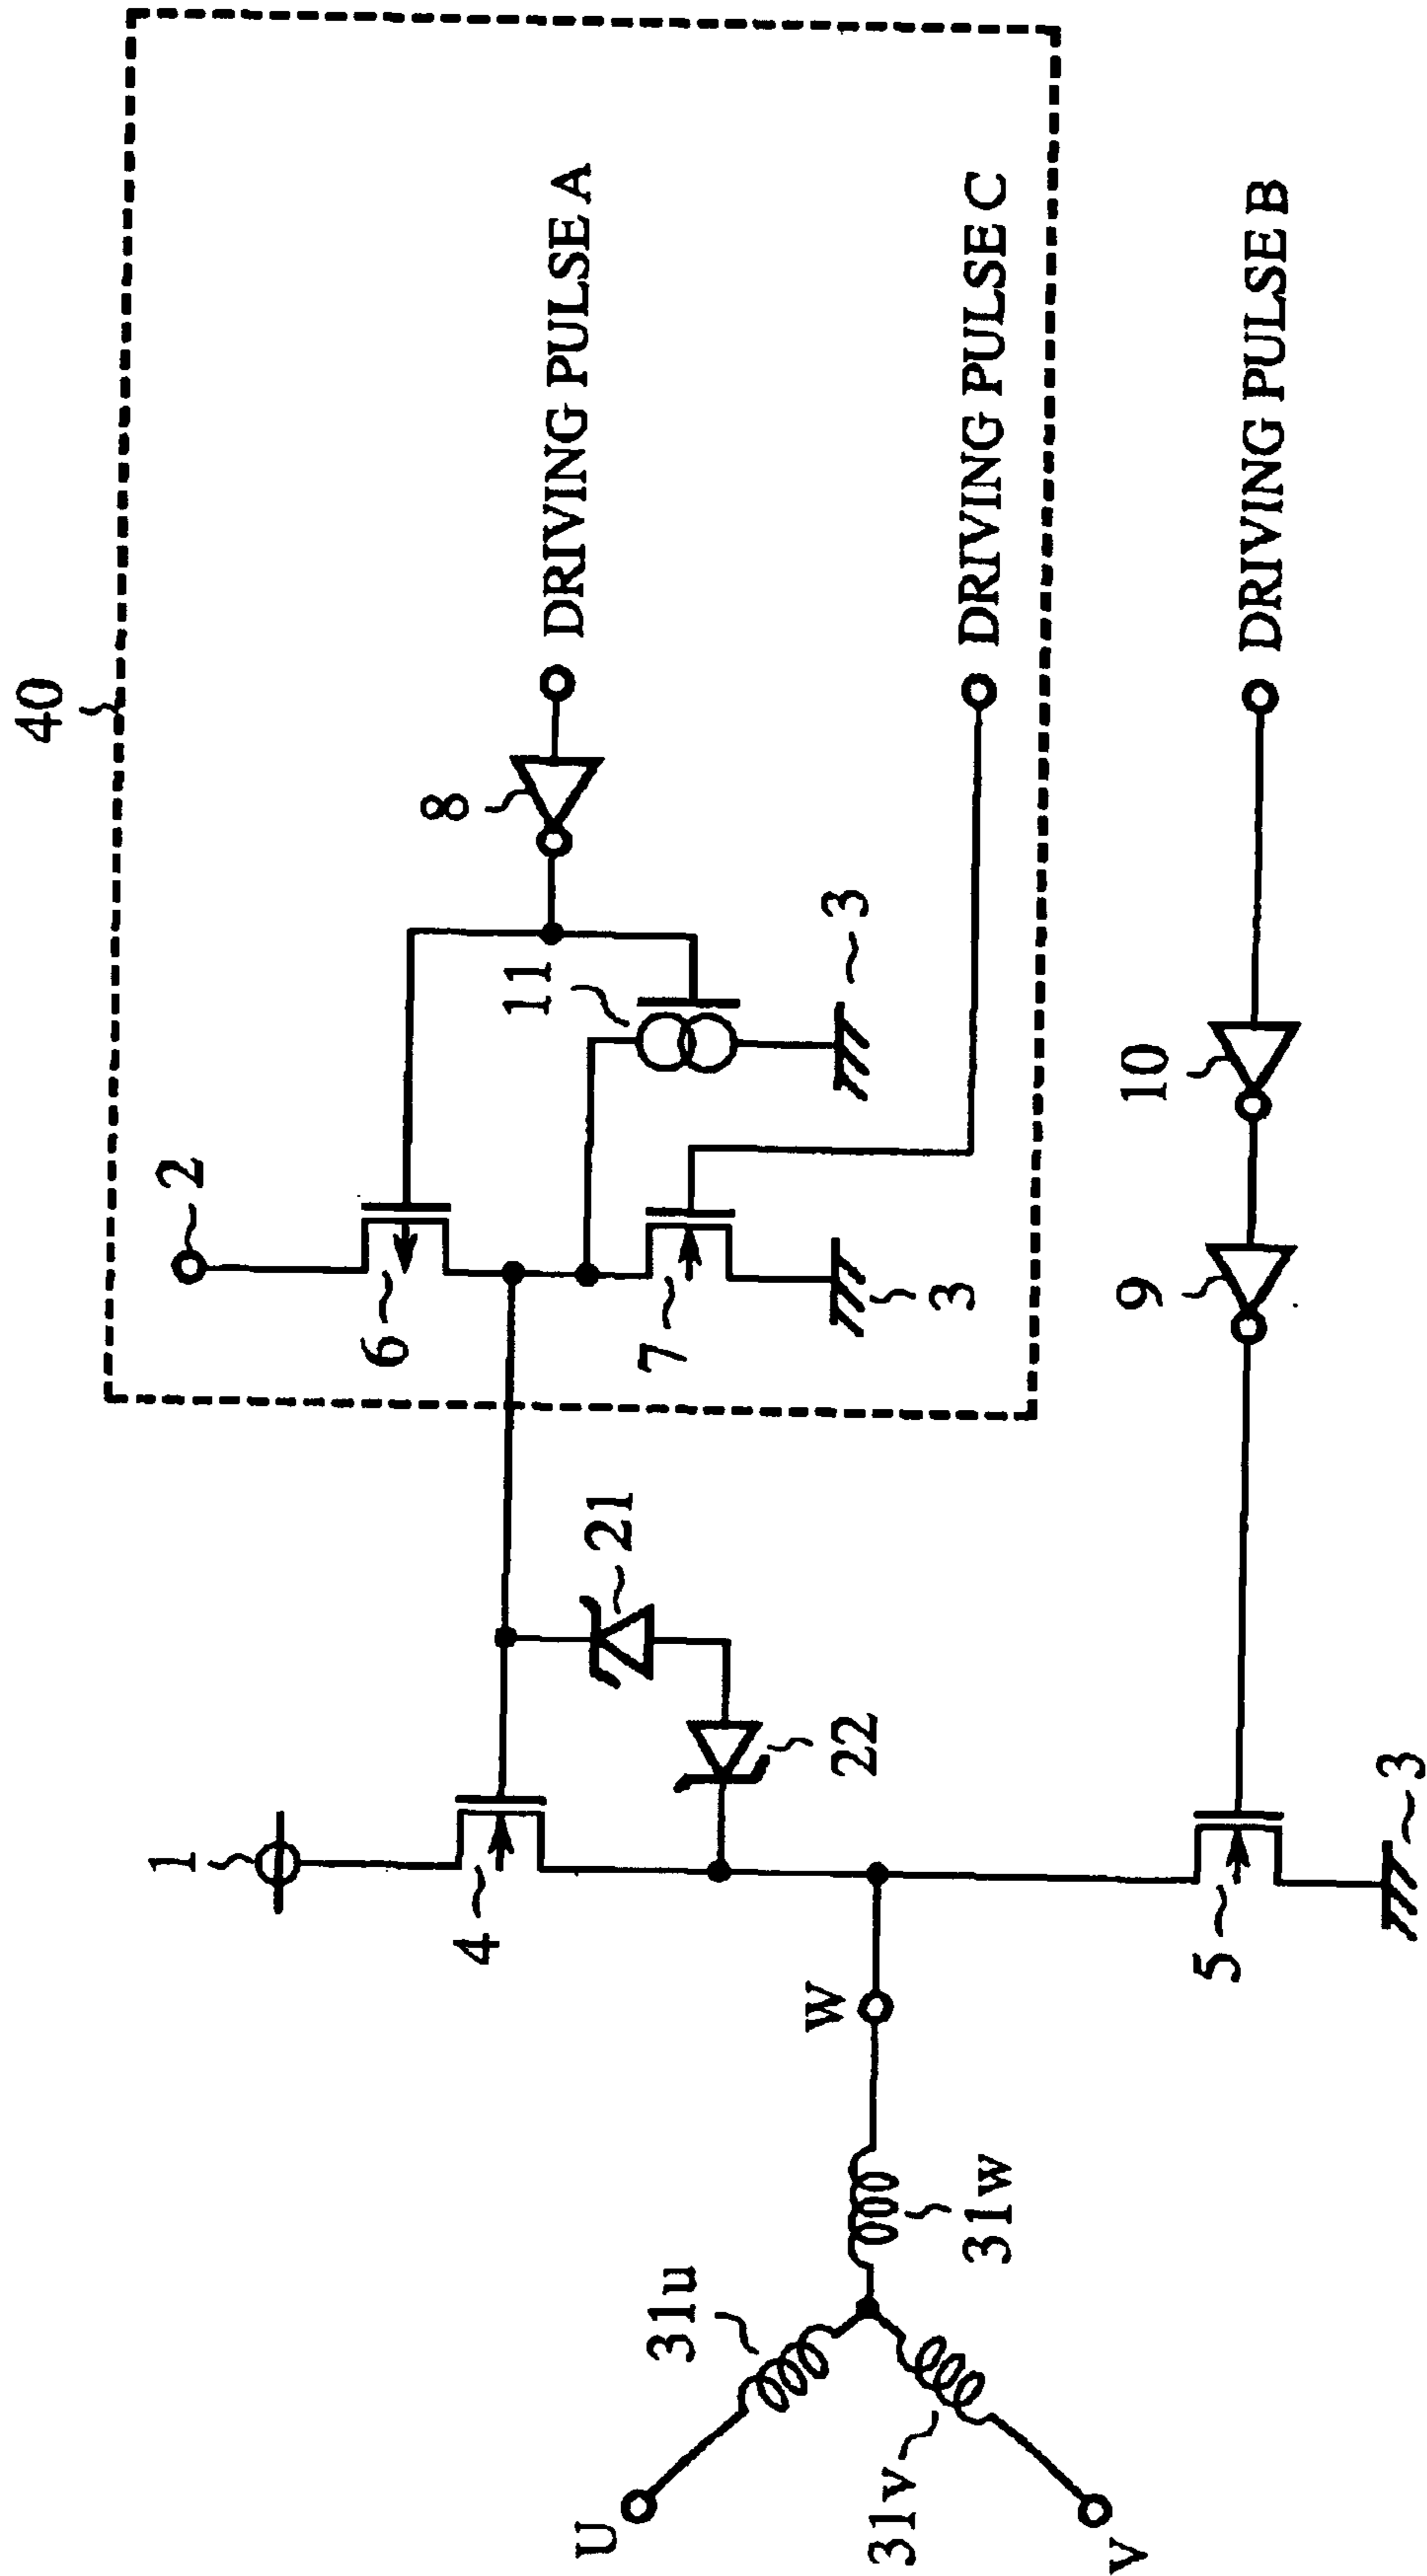 40
2
6
7
3
11
3
8
DRIVING PULSE A
DRIVING PULSE C
1
4
21
22
U
31u
31v
V
31w
W
5
3
9
10
DRIVING PULSE B